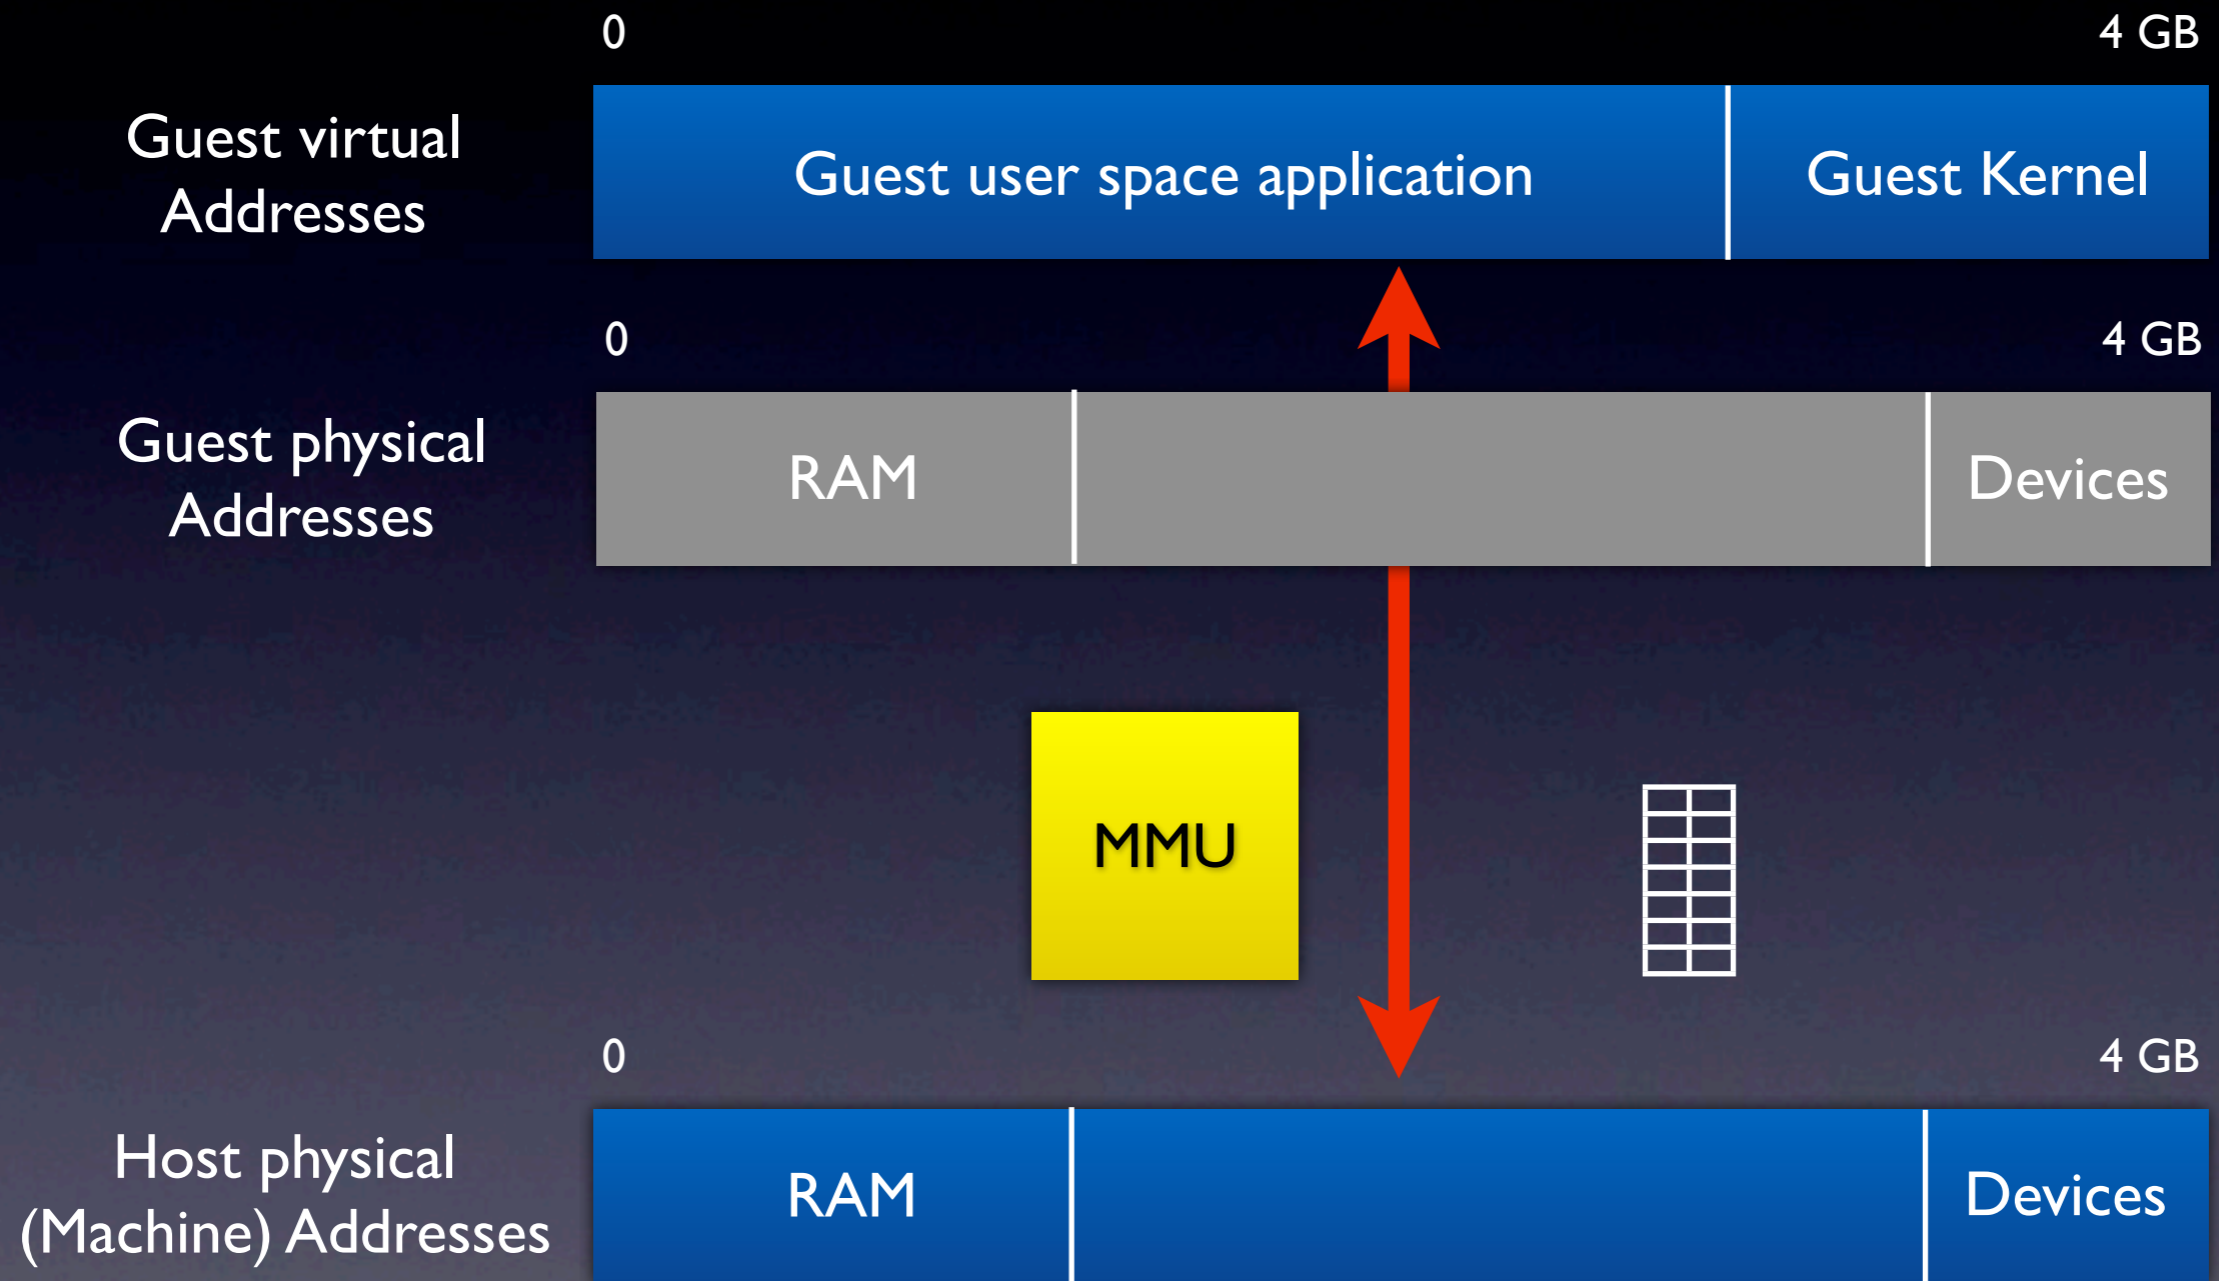 0
4 GB
Guest virtual
Addresses
Guest user space application
Guest Kernel
0
4 GB
Guest physical
Addresses
RAM
Devices
MMU
0
4 GB
Host physical
(Machine) Addresses
RAM
Devices